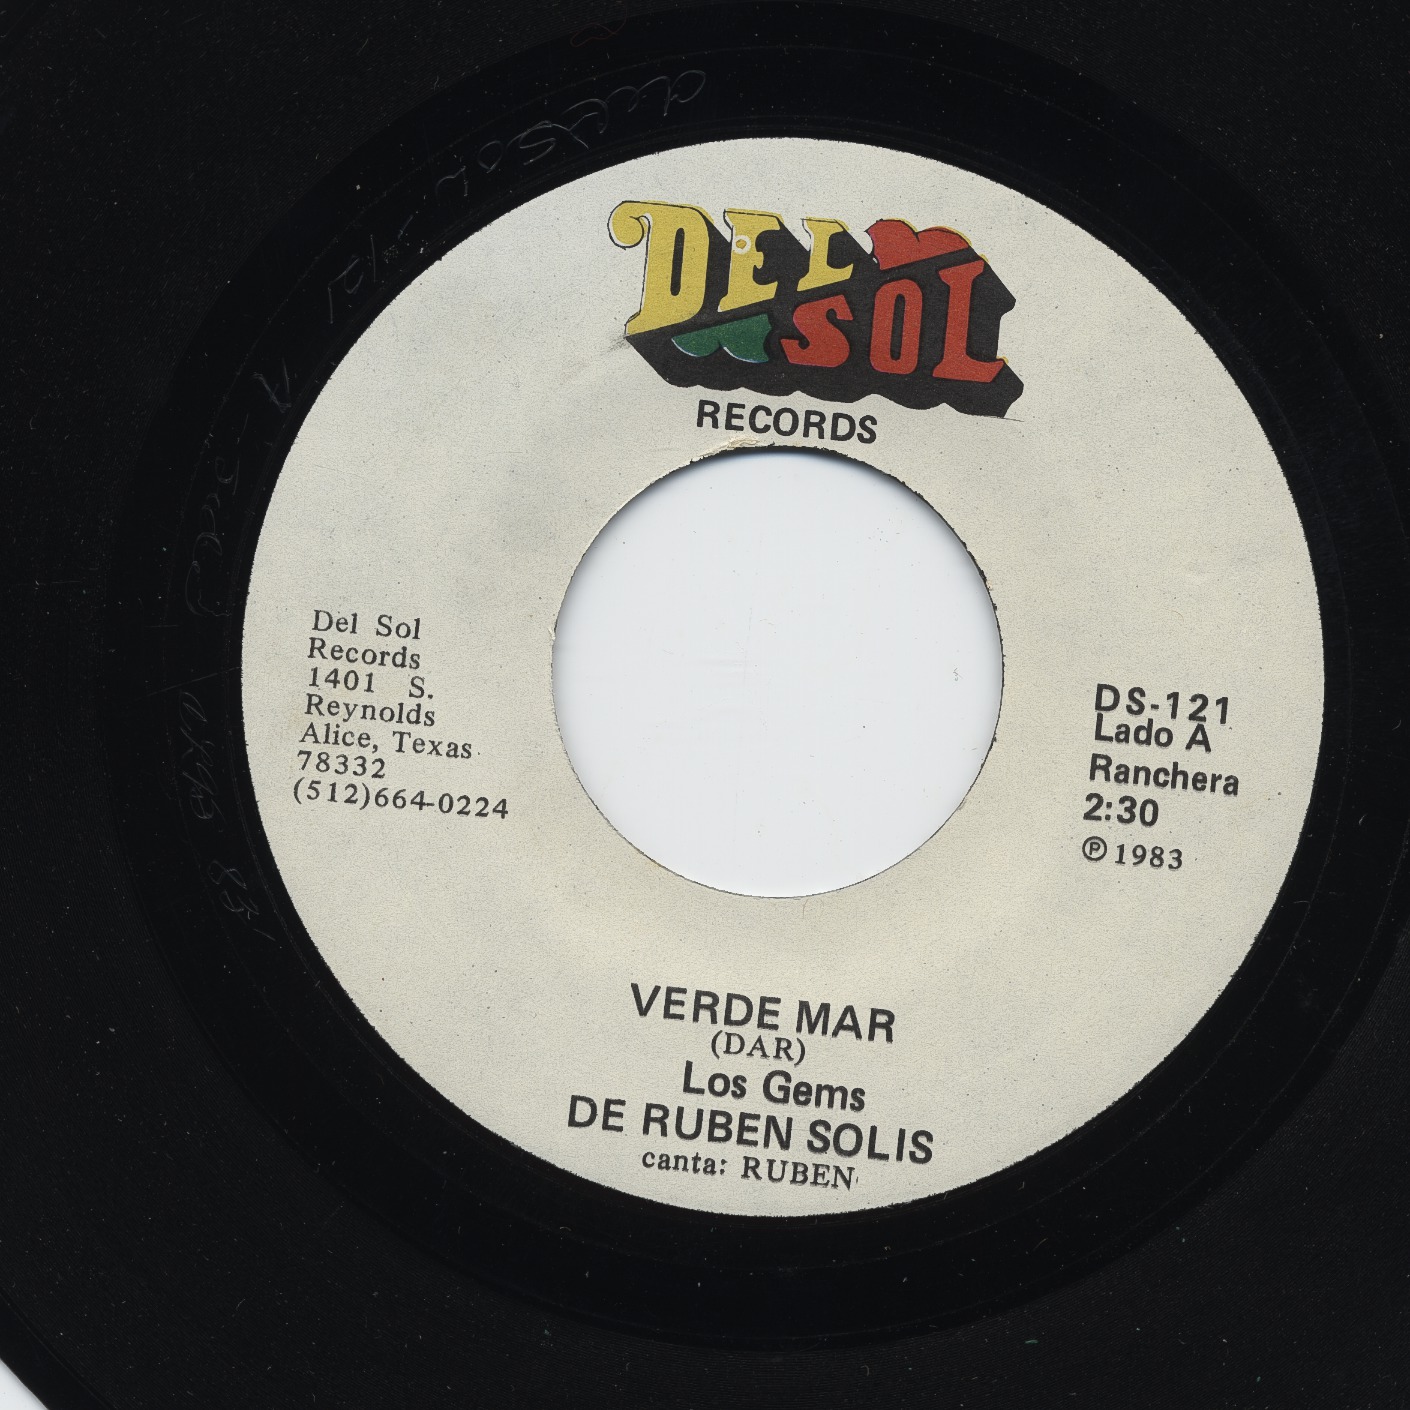 DEL
SOL
RECORDS
Del Sol
Records
1401 S.
Reynolds
Alice, Texas
78332
(512)664-0224
DS-121
Lado A
Ranchera
2:30
Ⓟ 1983
VERDE MAR
(DAR)
Los Gems
DE RUBEN SOLIS
canta: RUBEN